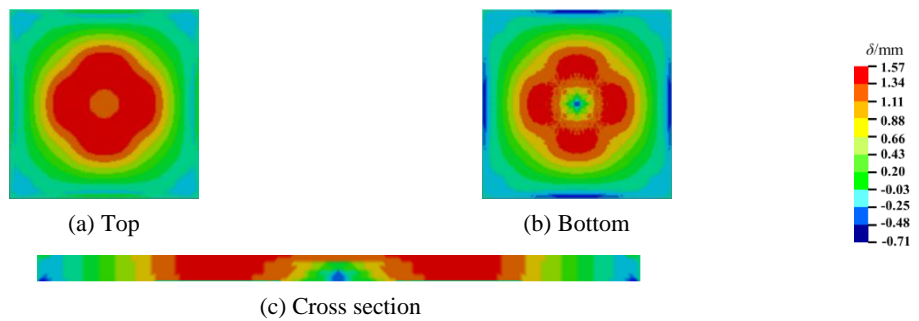 δ/mm
1.57
1.34
1.11
0.88
0.66
0.43
0.20
-0.03
-0.25
-0.48
-0.71
(a) Top
(b) Bottom
(c) Cross section